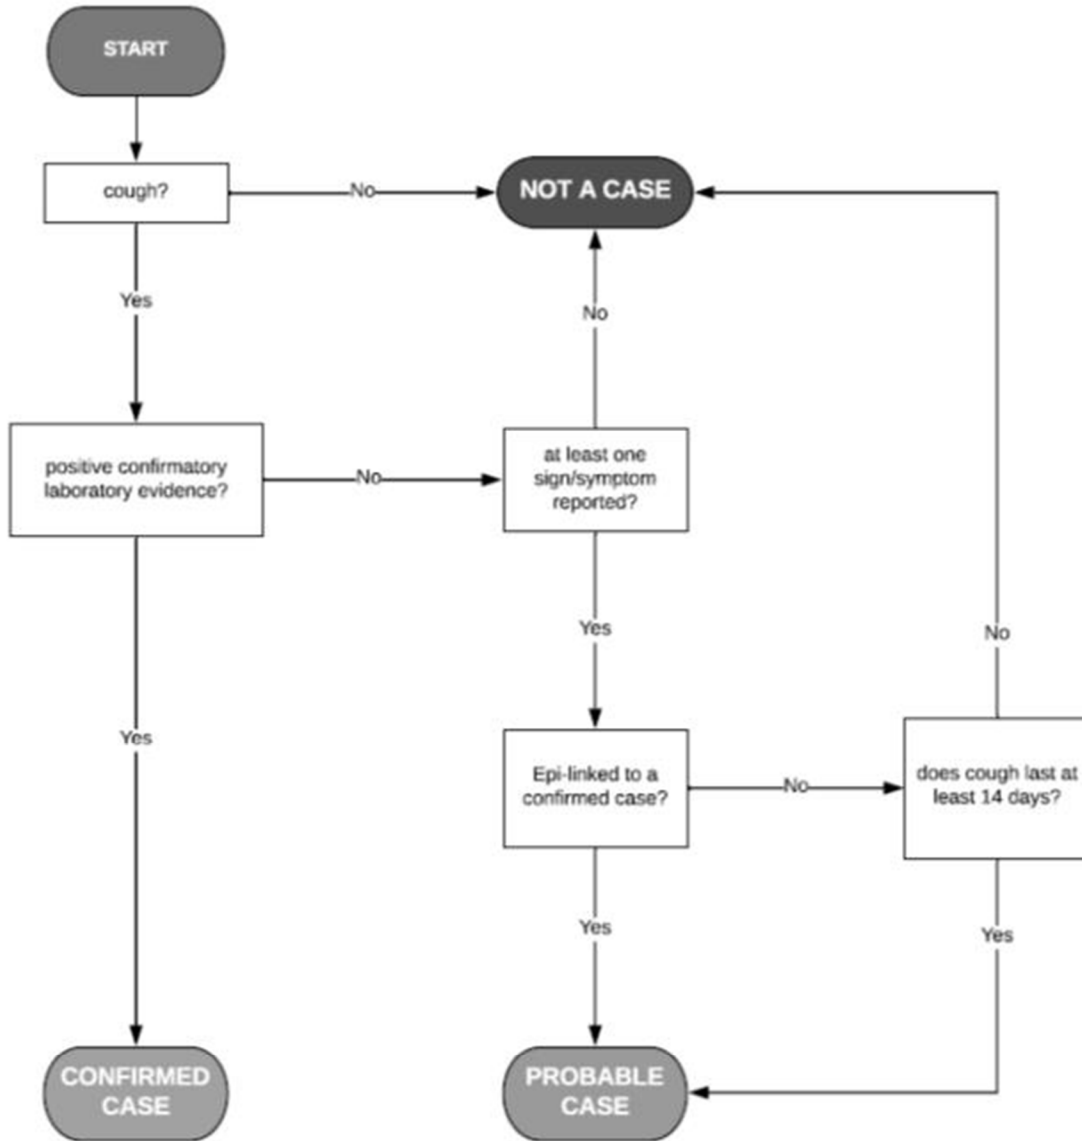 START
cough?
No
NOT A CASE
Yes
No
positive confirmatory
laboratory evidence?
No
at least one
sign/symptom
reported?
Yes
No
Yes
Epi-linked to a
confirmed case?
No
does cough last at
least 14 days?
Yes
Yes
CONFIRMED
CASE
PROBABLE
CASE